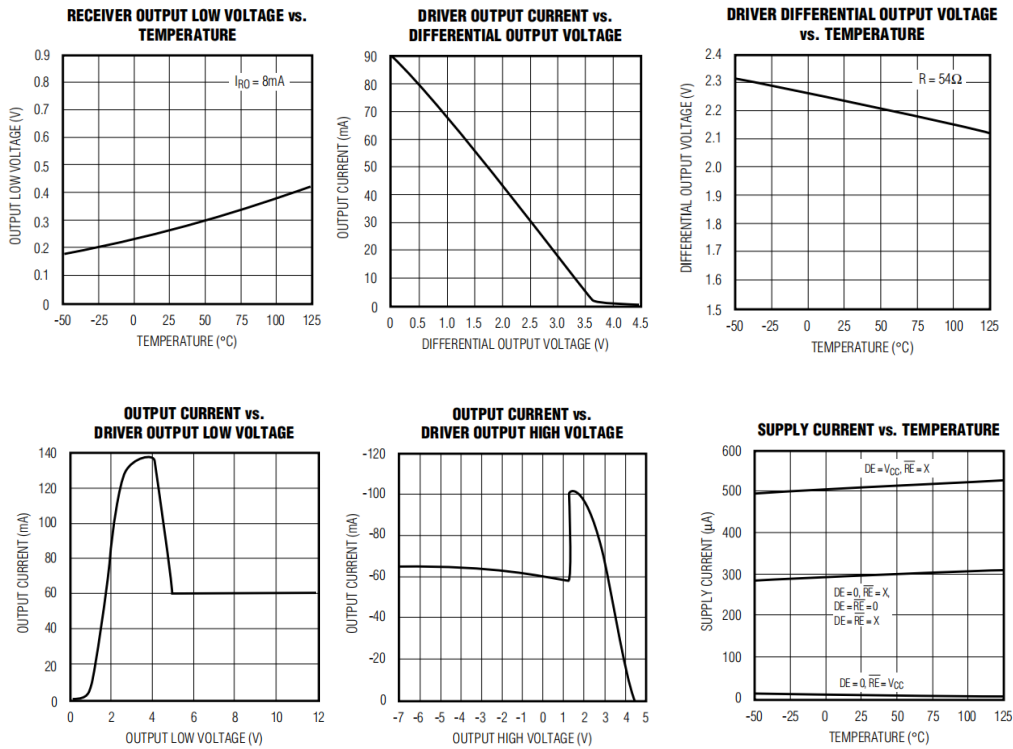 RECEIVER OUTPUT LOW VOLTAGE vs.
TEMPERATURE
0.9
0.8
0.7
0.6
0.5
0.4
0.3
0.2
0.1
0
OUTPUT LOW VOLTAGE (V)
IRO = 8mA
-50 -25 0 25 50 75 100 125
TEMPERATURE (°C)
DRIVER OUTPUT CURRENT vs.
DIFFERENTIAL OUTPUT VOLTAGE
90
80
70
60
50
40
30
20
10
0
OUTPUT CURRENT (mA)
0 0.5 1.0 1.5 2.0 2.5 3.0 3.5 4.0 4.5
DIFFERENTIAL OUTPUT VOLTAGE (V)
DRIVER DIFFERENTIAL OUTPUT VOLTAGE
vs. TEMPERATURE
2.4
2.3
2.2
2.1
2.0
1.9
1.8
1.7
1.6
1.5
DIFFERENTIAL OUTPUT VOLTAGE (V)
R = 54Ω
-50 -25 0 25 50 75 100 125
TEMPERATURE (°C)
OUTPUT CURRENT vs.
DRIVER OUTPUT LOW VOLTAGE
140
120
100
80
60
40
20
0
OUTPUT CURRENT (mA)
0 2 4 6 8 10 12
OUTPUT LOW VOLTAGE (V)
OUTPUT CURRENT vs.
DRIVER OUTPUT HIGH VOLTAGE
-120
-100
-80
-60
-40
-20
0
OUTPUT CURRENT (mA)
-7 -6 -5 -4 -3 -2 -1 0 1 2 3 4 5
OUTPUT HIGH VOLTAGE (V)
SUPPLY CURRENT vs. TEMPERATURE
600
500
400
300
200
100
0
SUPPLY CURRENT (µA)
DE = VCC, R̅E̅ = X
DE = 0, R̅E̅ = X,
DE = R̅E̅ = 0
DE = R̅E̅ = X
DE = 0, R̅E̅ = VCC
-50 -25 0 25 50 75 100 125
TEMPERATURE (°C)